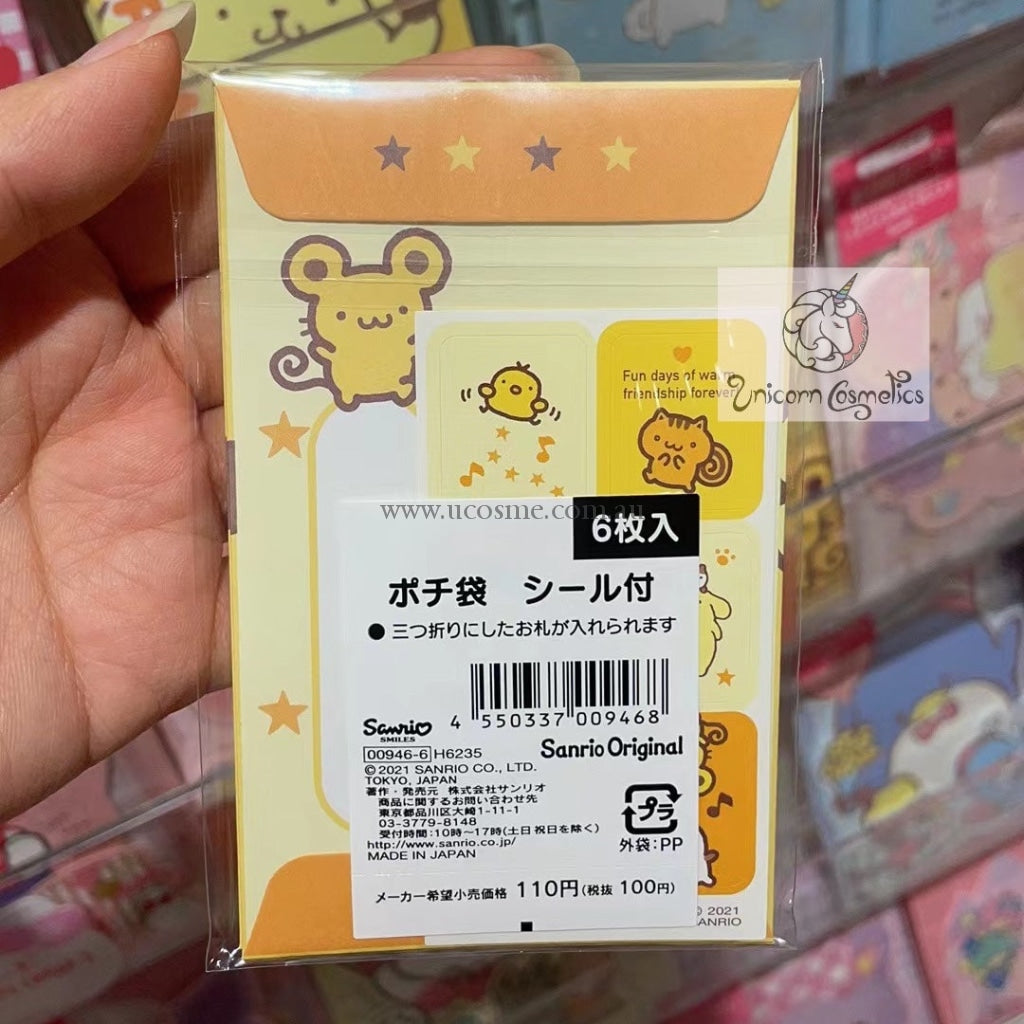 Fun days of warm
friendship forever
Unicorn Cosmetics
www.ucosme.com.au
6枚入
ポチ袋 シール付
● 三つ折りにしたお札が入れられます
4 550337 009468
Sanrio
SMILES
Sanrio Original
00946-6 H6235
© 2021 SANRIO CO., LTD.
TOKYO, JAPAN
著作・発売元 株式会社サンリオ
商品に関するお問い合わせ先
東京都品川区大崎1-11-1
03-3779-8148
受付時間:10時~17時(土日祝日を除く)
http://www.sanrio.co.jp/
MADE IN JAPAN
プラ
外袋:PP
メーカー希望小売価格 110円(税抜 100円)
© 2021
SANRIO